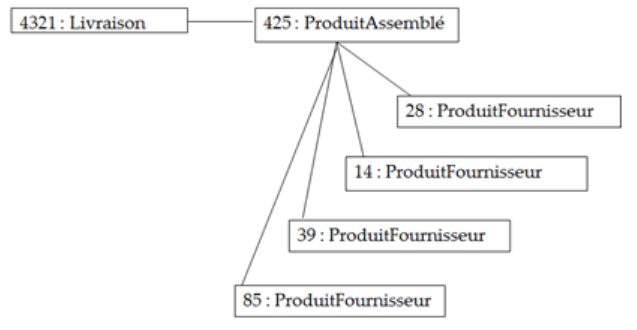 4321 : Livraison
425 : ProduitAssemblé
28 : ProduitFournisseur
14 : ProduitFournisseur
39 : ProduitFournisseur
85 : ProduitFournisseur